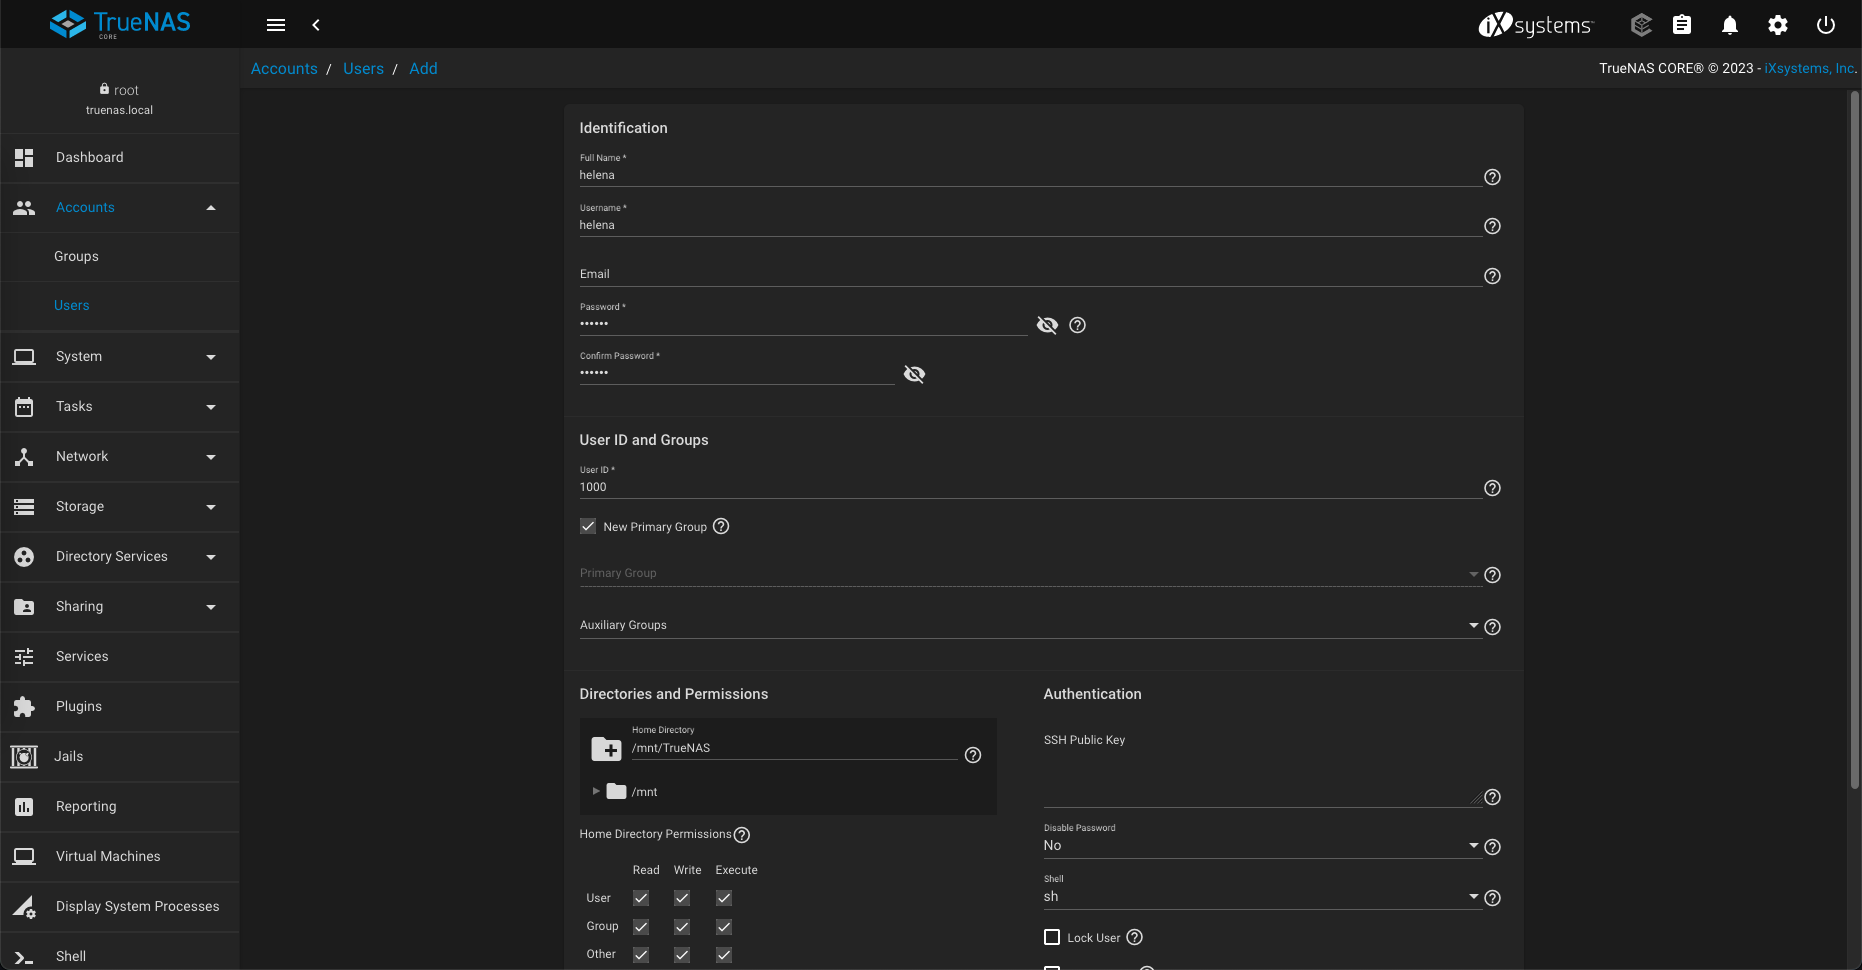 TrueNAS
CORE
iXsystems
root
truenas.local
Accounts / Users / Add
TrueNAS CORE® © 2023 - iXsystems, Inc.
Dashboard
Accounts
Groups
Users
System
Tasks
Network
Storage
Directory Services
Sharing
Services
Plugins
Jails
Reporting
Virtual Machines
Display System Processes
Shell
Identification
Full Name *
helena
Username *
helena
Email
Password *
••••••
Confirm Password *
••••••
User ID and Groups
User ID *
1000
New Primary Group
Primary Group
Auxiliary Groups
Directories and Permissions
Home Directory
/mnt/TrueNAS
/mnt
Home Directory Permissions
Read Write Execute
User
Group
Other
Authentication
SSH Public Key
Disable Password
No
Shell
sh
Lock User